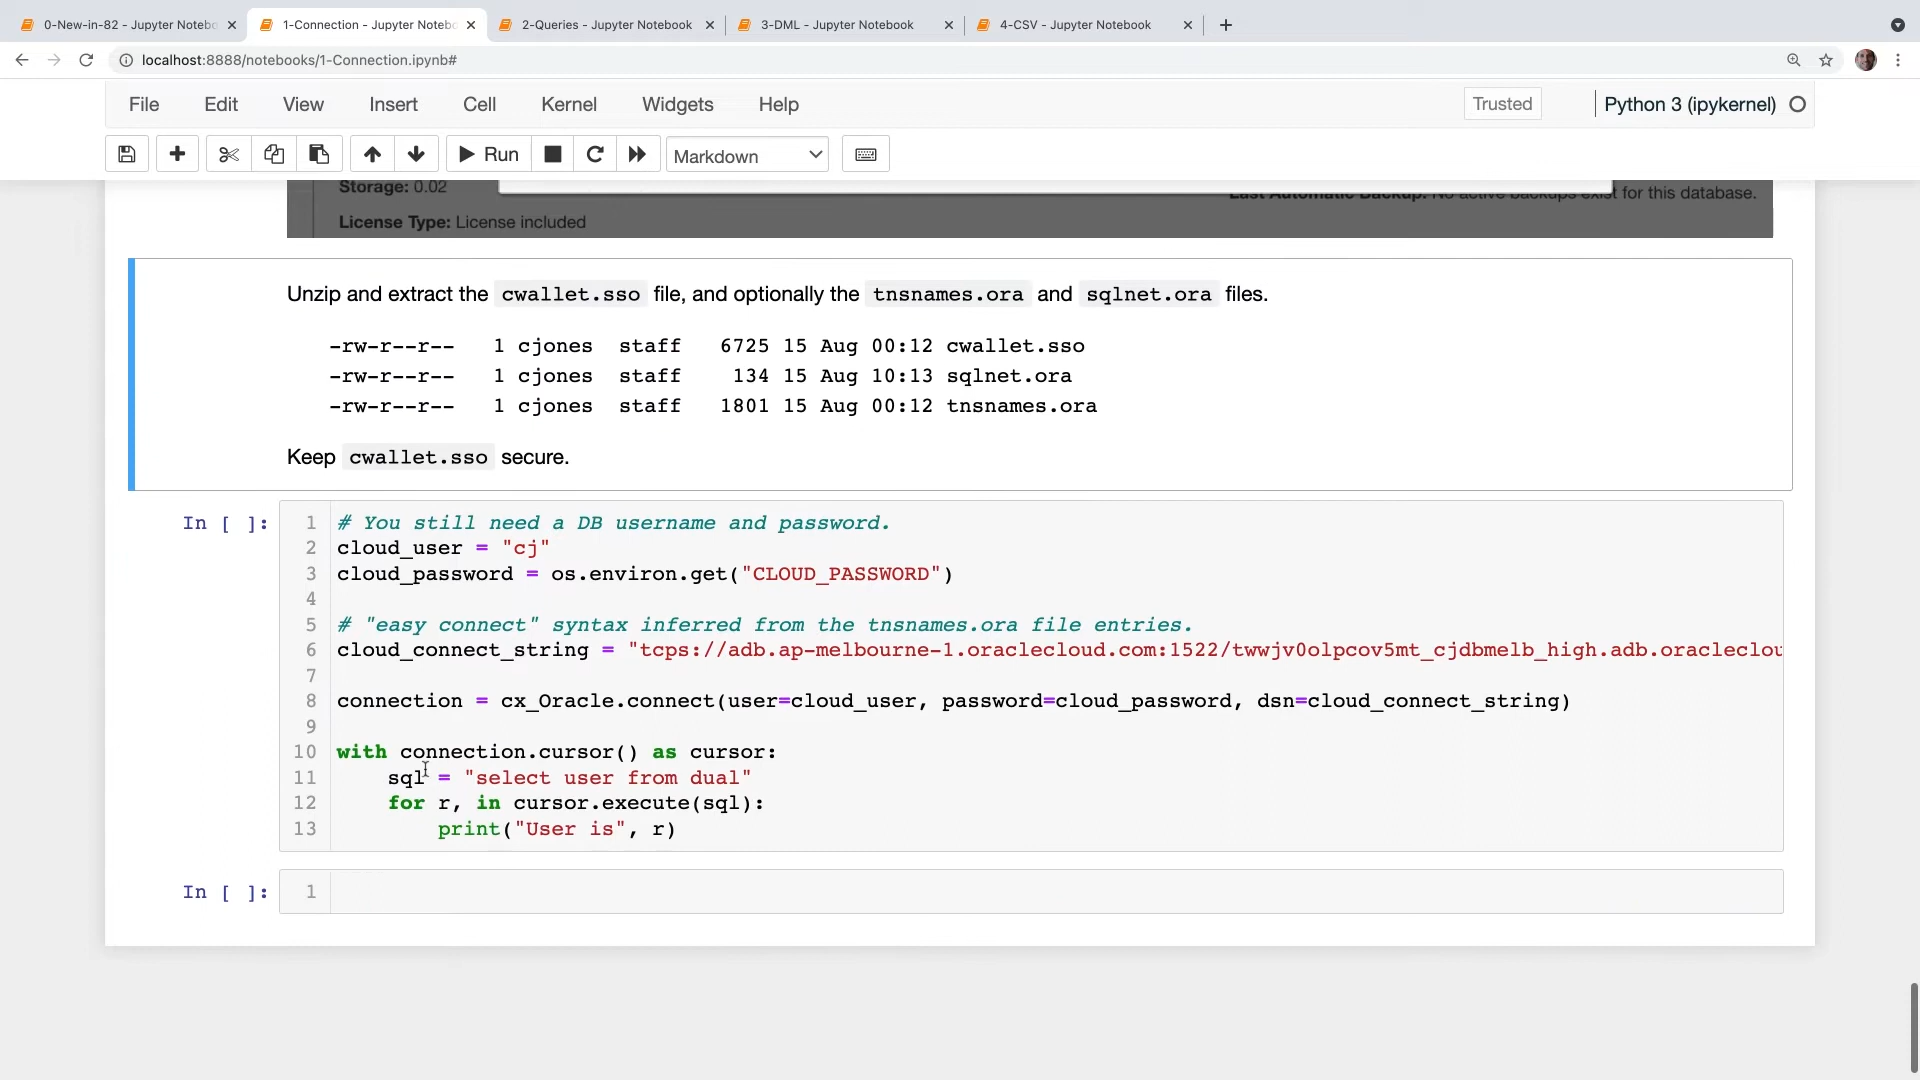 0-New-in-82 - Jupyter Notebo
1-Connection - Jupyter Notebo
2-Queries - Jupyter Notebook
3-DML - Jupyter Notebook
4-CSV - Jupyter Notebook
localhost:8888/notebooks/1-Connection.ipynb#
File Edit View Insert Cell Kernel Widgets Help Trusted Python 3 (ipykernel)
Run Markdown
Storage: 0.02 Last Automatic Backup: No active backups exist for this database.
License Type: License included
Unzip and extract the cwallet.sso file, and optionally the tnsnames.ora and sqlnet.ora files.
-rw-r--r-- 1 cjones staff 6725 15 Aug 00:12 cwallet.sso
-rw-r--r-- 1 cjones staff 134 15 Aug 10:13 sqlnet.ora
-rw-r--r-- 1 cjones staff 1801 15 Aug 00:12 tnsnames.ora
Keep cwallet.sso secure.
In [ ]: 1 # You still need a DB username and password.
2 cloud_user = "cj"
3 cloud_password = os.environ.get("CLOUD_PASSWORD")
4
5 # "easy connect" syntax inferred from the tnsnames.ora file entries.
6 cloud_connect_string = "tcps://adb.ap-melbourne-1.oraclecloud.com:1522/twwjv0olpcov5mt_cjdbmelb_high.adb.oracleclou
7
8 connection = cx_Oracle.connect(user=cloud_user, password=cloud_password, dsn=cloud_connect_string)
9
10 with connection.cursor() as cursor:
11 sql = "select user from dual"
12 for r, in cursor.execute(sql):
13 print("User is", r)
In [ ]: 1